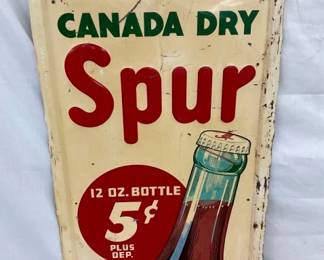 CANADA DRY
Spur
12 OZ. BOTTLE
5¢
PLUS
DEP.